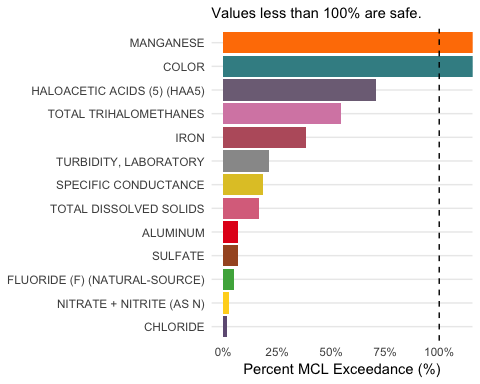 Values less than 100% are safe.
MANGANESE
COLOR
HALOACETIC ACIDS (5) (HAA5)
TOTAL TRIHALOMETHANES
IRON
TURBIDITY, LABORATORY
SPECIFIC CONDUCTANCE
TOTAL DISSOLVED SOLIDS
ALUMINUM
SULFATE
FLUORIDE (F) (NATURAL-SOURCE)
NITRATE + NITRITE (AS N)
CHLORIDE
0% 25% 50% 75% 100%
Percent MCL Exceedance (%)